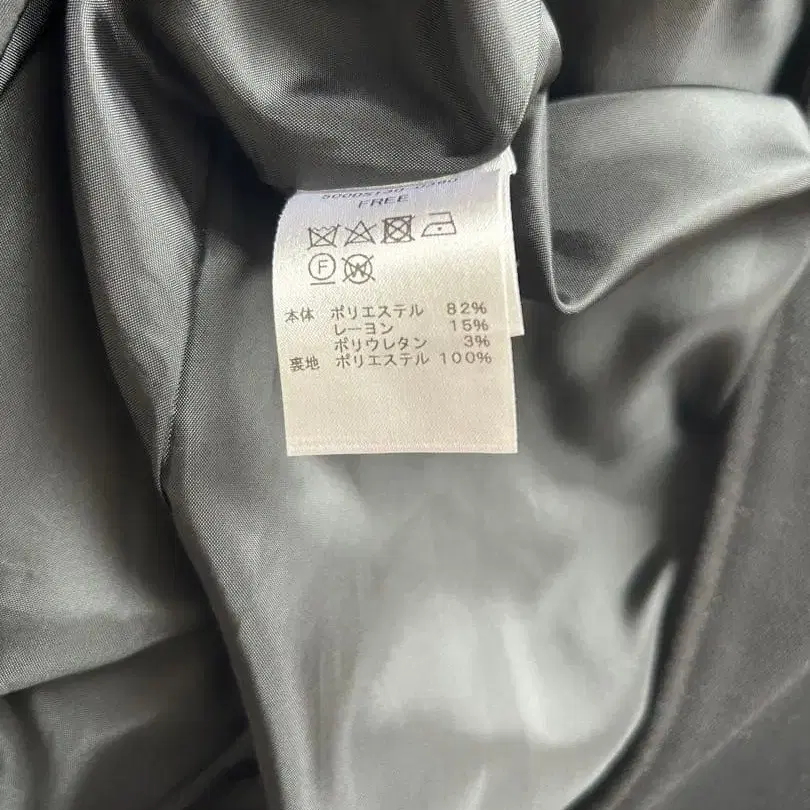 FREE
F W
本体 ポリエステル 82%
レーヨン 15%
ポリウレタン 3%
裏地 ポリエステル 100%